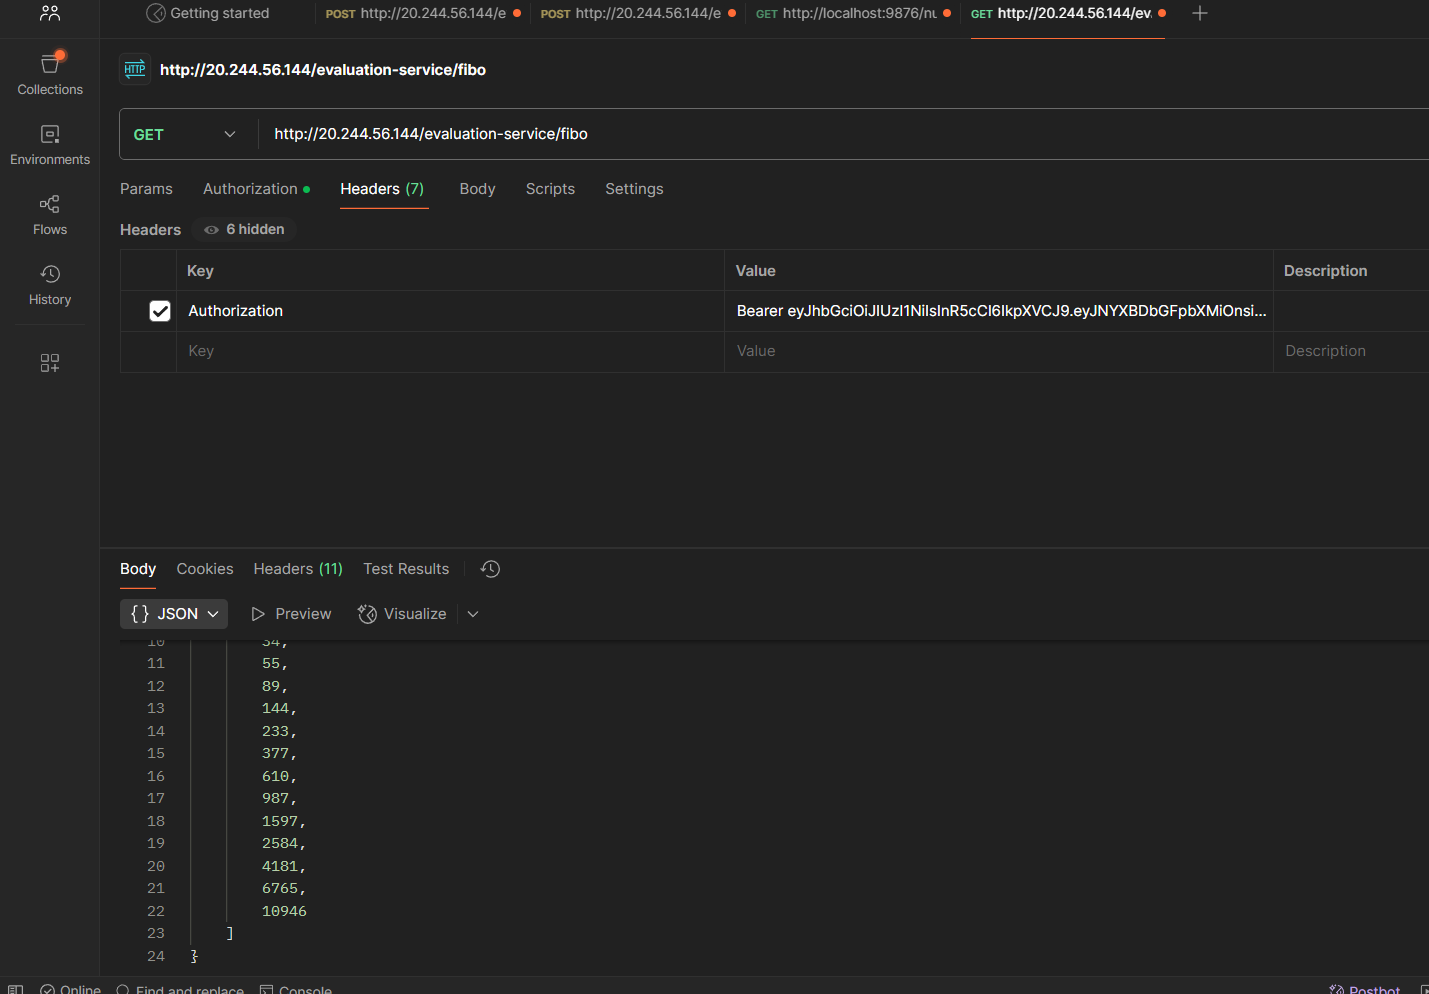 Getting started
POST http://20.244.56.144/e
POST http://20.244.56.144/e
GET http://localhost:9876/nu
GET http://20.244.56.144/ev.
Collections
Environments
Flows
History
HTTP http://20.244.56.144/evaluation-service/fibo
GET http://20.244.56.144/evaluation-service/fibo
Params Authorization Headers (7) Body Scripts Settings
Headers 6 hidden
Key Value Description
Authorization Bearer eyJhbGciOiJIUzI1NiIsInR5cCI6IkpXVCJ9.eyJNYXBDbGFpbXMiOnsi...
Key Value Description
Body Cookies Headers (11) Test Results
{} JSON Preview Visualize
10 34,
11 55,
12 89,
13 144,
14 233,
15 377,
16 610,
17 987,
18 1597,
19 2584,
20 4181,
21 6765,
22 10946
23 ]
24 }
Online Find and replace Console Postbot